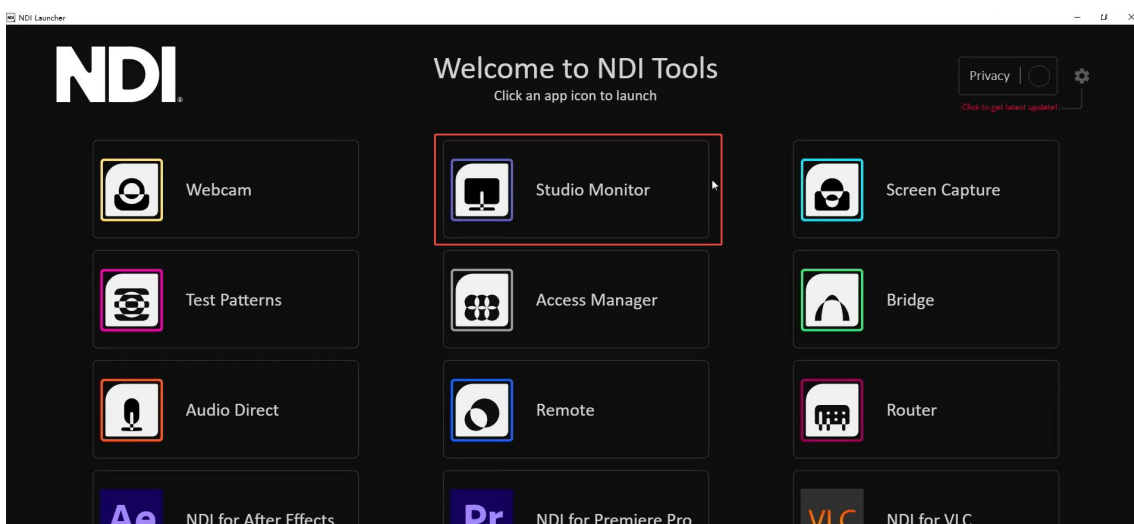 NDI Launcher
NDI
Welcome to NDI Tools
Click an app icon to launch
Privacy
Click to get latest update!
Webcam
Studio Monitor
Screen Capture
Test Patterns
Access Manager
Bridge
Audio Direct
Remote
Router
Ae
NDI for After Effects
Pr
NDI for Premiere Pro
VLC
NDI for VLC